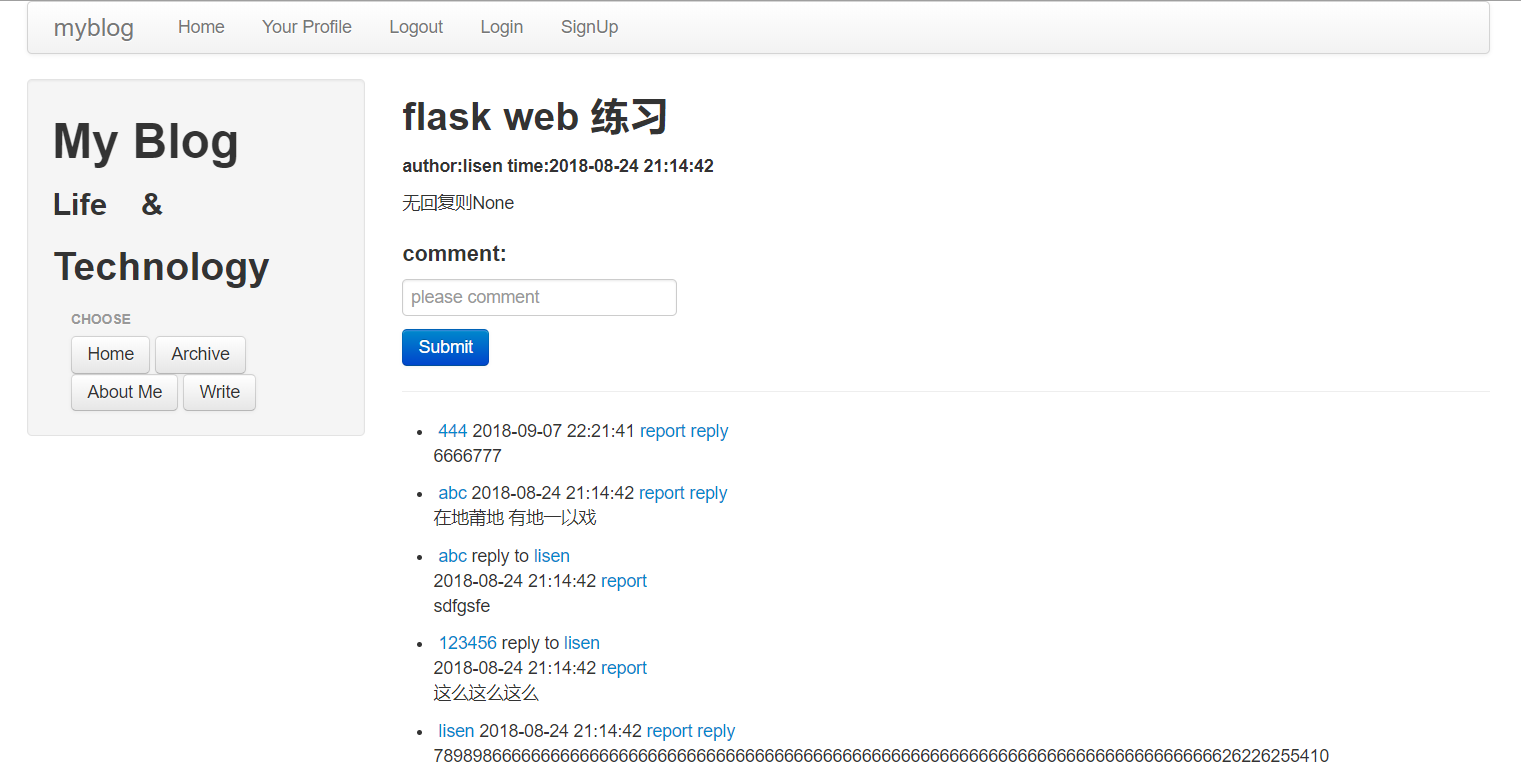 myblog Home Your Profile Logout Login SignUp
My Blog
Life &
Technology
CHOOSE
Home Archive
About Me Write
flask web 练习
author:lisen time:2018-08-24 21:14:42
无回复则None
comment:
please comment
Submit
444 2018-09-07 22:21:41 report reply
6666777
abc 2018-08-24 21:14:42 report reply
在地莆地 有地一以戏
abc reply to lisen
2018-08-24 21:14:42 report
sdfgsfe
123456 reply to lisen
2018-08-24 21:14:42 report
这么这么这么
lisen 2018-08-24 21:14:42 report reply